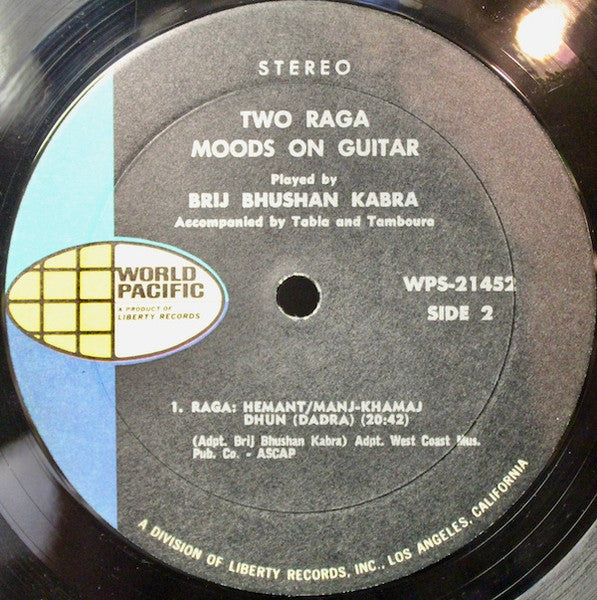 STEREO
TWO RAGA
MOODS ON GUITAR
Played by
BRIJ BHUSHAN KABRA
Accompanied by Tabla and Tamboura
WORLD
PACIFIC
A PRODUCT OF
LIBERTY RECORDS
WPS-21452
SIDE 2
1. RAGA: HEMANT/MANJ-KHAMAJ
DHUN (DADRA) (20:42)
(Adpt. Brij Bhushan Kabra) Adpt. West Coast Mus.
Pub. Co. - ASCAP
A DIVISION OF LIBERTY RECORDS, INC., LOS ANGELES, CALIFORNIA